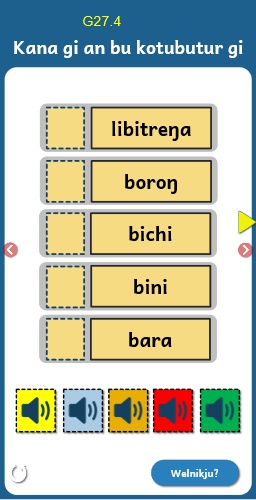 G27.4
Kana gi an bu kotubutur gi
libitreŋa
boroŋ
bichi
bini
bara
Welnikju?